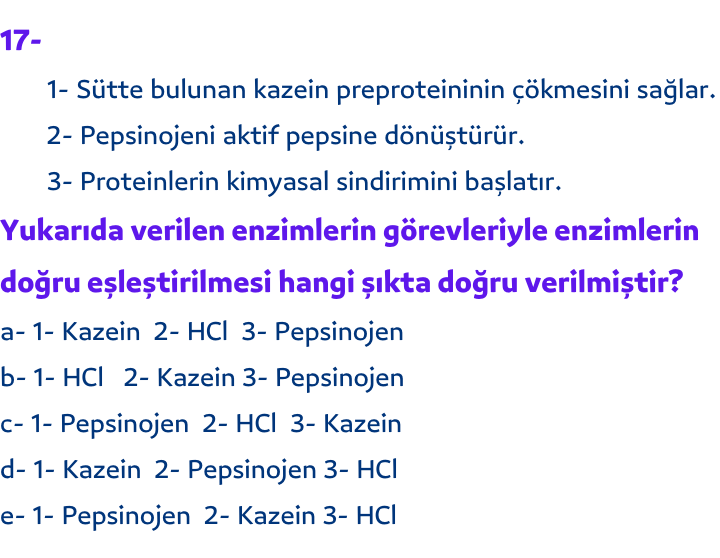 17-
1- Sütte bulunan kazein preproteininin çökmesini sağlar.
2- Pepsinojeni aktif pepsine dönüştürür.
3- Proteinlerin kimyasal sindirimini başlatır.
Yukarıda verilen enzimlerin görevleriyle enzimlerin
doğru eşleştirilmesi hangi şıkta doğru verilmiştir?
a- 1- Kazein 2- HCl 3- Pepsinojen
b- 1- HCl 2- Kazein 3- Pepsinojen
c- 1- Pepsinojen 2- HCl 3- Kazein
d- 1- Kazein 2- Pepsinojen 3- HCl
e- 1- Pepsinojen 2- Kazein 3- HCl